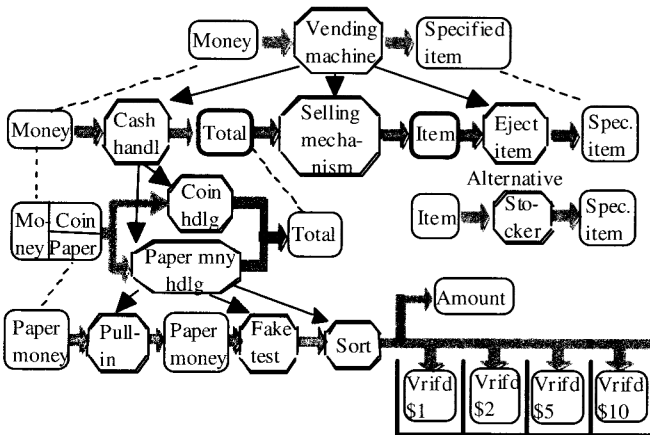 Money
Vending
machine
Specified
item
Money
Cash
handl
Total
Selling
mecha-
nism
Item
Eject
item
Spec.
item
Alternative
Mo-
ney
Coin
Paper
Coin
hdlg
Paper mny
hdlg
Total
Item
Sto-
cker
Spec.
item
Paper
money
Pull-
in
Paper
money
Fake
test
Sort
Amount
Vrifd
$1
Vrifd
$2
Vrifd
$5
Vrifd
$10